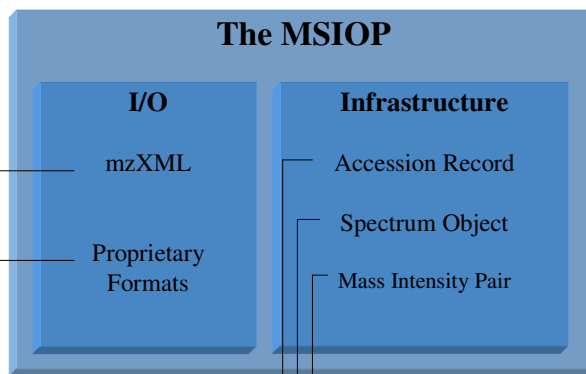 The MSIOP
I/O
mzXML
Proprietary
Formats
Infrastructure
Accession Record
Spectrum Object
Mass Intensity Pair